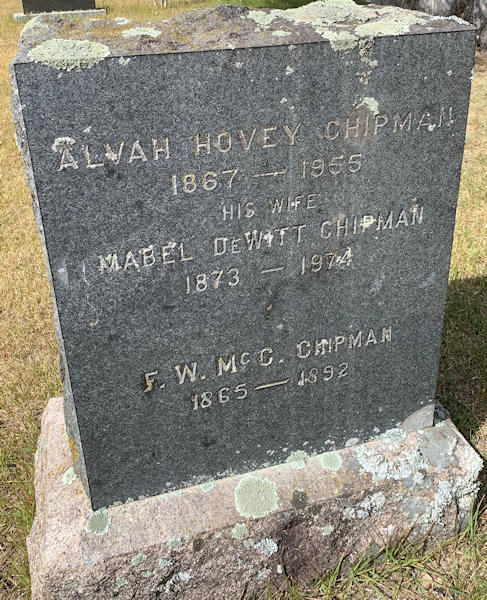 ALVAH HOVEY CHIPMAN
1867 — 1955
HIS WIFE
MABEL DEWITT CHIPMAN
1873 — 1974
F. W. McC. CHIPMAN
1865 — 1892